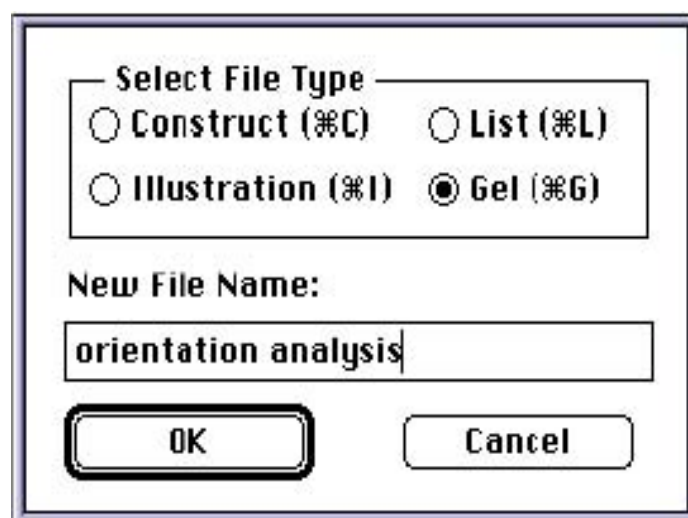 Select File Type
Construct (⌘C) List (⌘L)
Illustration (⌘I) Gel (⌘G)
New File Name:
orientation analysis
OK Cancel